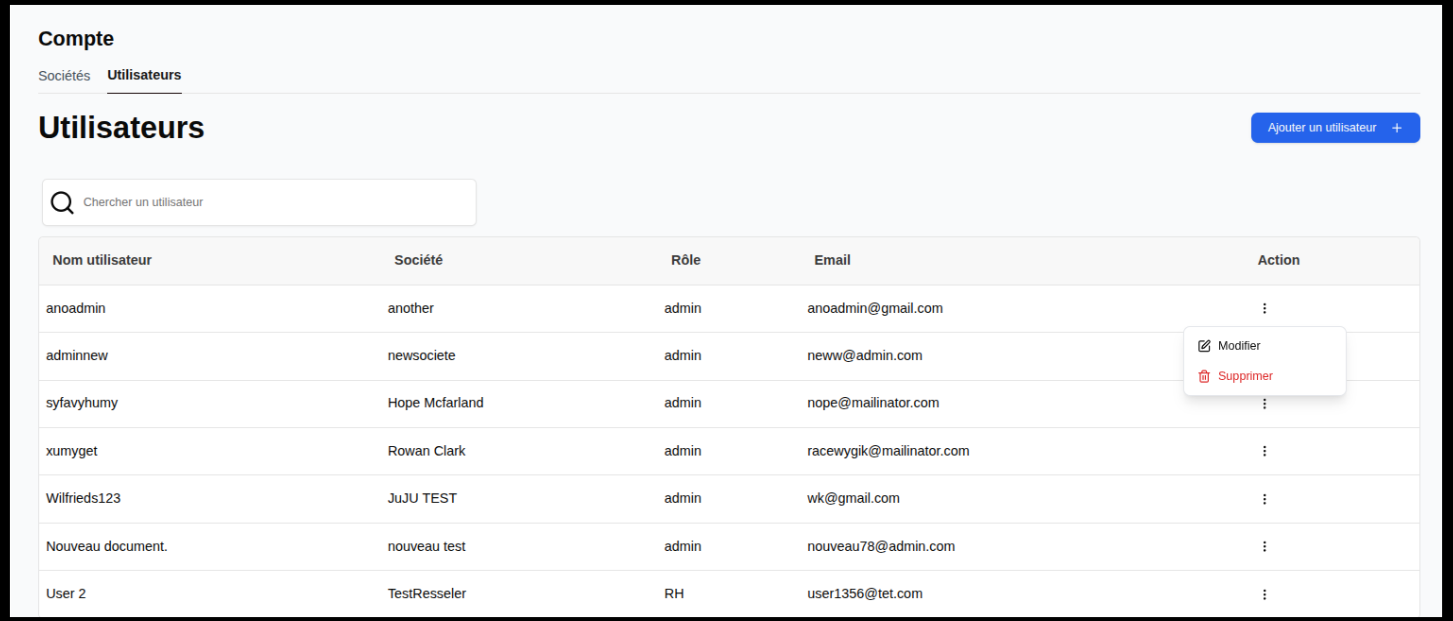 Compte
Sociétés Utilisateurs
Utilisateurs
Ajouter un utilisateur
Chercher un utilisateur
Nom utilisateur Société Rôle Email Action
anoadmin another admin anoadmin@gmail.com
Modifier
adminnew newsociete admin neww@admin.com
Supprimer
syfavyhumy Hope Mcfarland admin nope@mailinator.com
xumyget Rowan Clark admin racewygik@mailinator.com
Wilfrieds123 JuJU TEST admin wk@gmail.com
Nouveau document. nouveau test admin nouveau78@admin.com
User 2 TestResseler RH user1356@tet.com